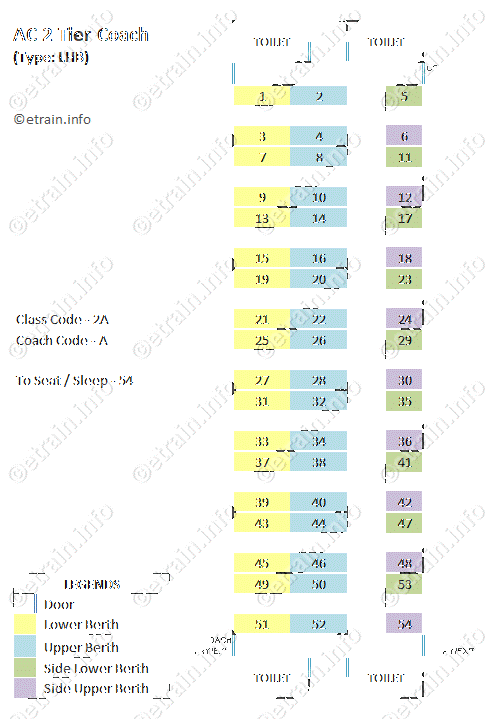 AC 2 Tier Coach
(Type: LHB)
©etrain.info
TOILET TOILET
1 2 5
3 4 6
7 8 11
9 10 12
13 14 17
15 16 18
19 20 23
Class Code - 2A
21 22 24
Coach Code - A
25 26 29
To Seat / Sleep - 54
27 28 30
31 32 35
33 34 36
37 38 41
39 40 42
43 44 47
45 46 48
49 50 53
51 52 54
LEGENDS
Door
Lower Berth
Upper Berth
Side Lower Berth
Side Upper Berth
TOILET TOILET